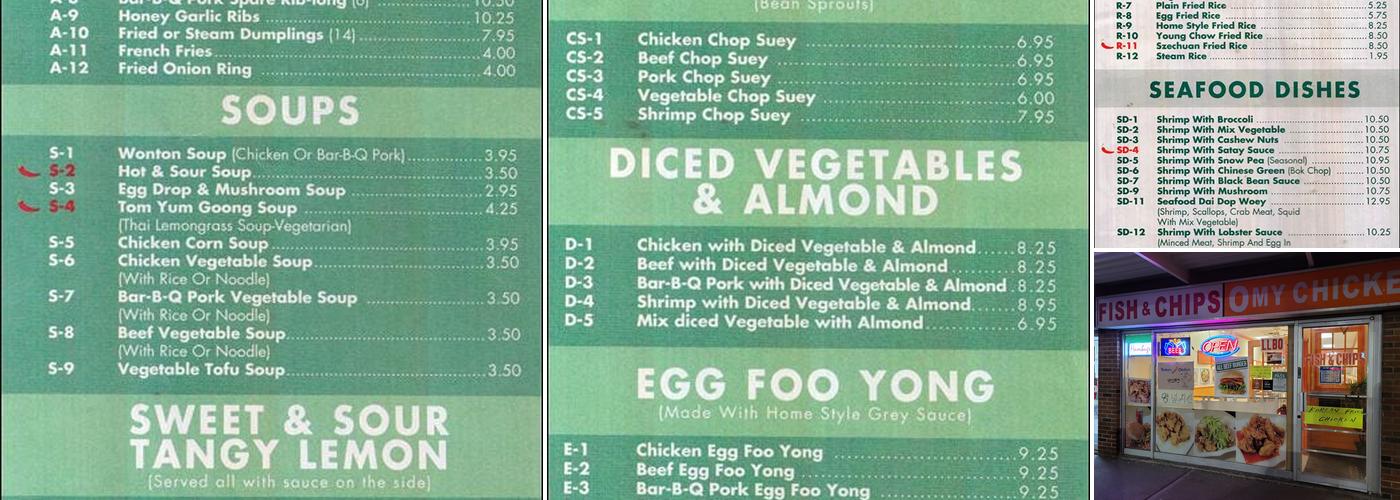 A-9 Honey Garlic Ribs 10.25
A-10 Fried or Steam Dumplings (14) 7.95
A-11 French Fries 4.00
A-12 Fried Onion Ring 4.00
SOUPS
S-1 Wonton Soup (Chicken Or Bar-B-Q Pork) 3.95
S-2 Hot & Sour Soup 3.50
S-3 Egg Drop & Mushroom Soup 2.95
S-4 Tom Yum Goong Soup 4.25
(Thai Lemongrass Soup-Vegetarian)
S-5 Chicken Corn Soup 3.95
S-6 Chicken Vegetable Soup 3.50
(With Rice Or Noodle)
S-7 Bar-B-Q Pork Vegetable Soup 3.50
(With Rice Or Noodle)
S-8 Beef Vegetable Soup 3.50
(With Rice Or Noodle)
S-9 Vegetable Tofu Soup 3.50
SWEET & SOUR
TANGY LEMON
(Served all with sauce on the side)
(Bean Sprouts)
CS-1 Chicken Chop Suey 6.95
CS-2 Beef Chop Suey 6.95
CS-3 Pork Chop Suey 6.95
CS-4 Vegetable Chop Suey 6.00
CS-5 Shrimp Chop Suey 7.95
DICED VEGETABLES
& ALMOND
D-1 Chicken with Diced Vegetable & Almond 8.25
D-2 Beef with Diced Vegetable & Almond 8.25
D-3 Bar-B-Q Pork with Diced Vegetable & Almond 8.25
D-4 Shrimp with Diced Vegetable & Almond 8.95
D-5 Mix diced Vegetable with Almond 6.95
EGG FOO YONG
(Made With Home Style Grey Sauce)
E-1 Chicken Egg Foo Yong 9.25
E-2 Beef Egg Foo Yong 9.25
E-3 Bar-B-Q Pork Egg Foo Yong 9.25
R-7 Plain Fried Rice 5.25
R-8 Egg Fried Rice 5.75
R-9 Home Style Fried Rice 8.25
R-10 Young Chow Fried Rice 8.50
R-11 Szechuan Fried Rice 8.50
R-12 Steam Rice 1.95
SEAFOOD DISHES
SD-1 Shrimp With Broccoli 10.50
SD-2 Shrimp With Mix Vegetable 10.50
SD-3 Shrimp With Cashew Nuts 10.50
SD-4 Shrimp With Satay Sauce 10.75
SD-5 Shrimp With Snow Pea (Seasonal) 10.95
SD-6 Shrimp With Chinese Green (Bok Chop) 10.50
SD-7 Shrimp With Black Bean Sauce 10.50
SD-9 Shrimp With Mushroom 10.75
SD-11 Seafood Dai Dop Woey 12.95
(Shrimp, Scallops, Crab Meat, Squid
With Mix Vegetable)
SD-12 Shrimp With Lobster Sauce 10.25
(Minced Meat, Shrimp And Egg In
FISH & CHIPS OMY CHICKE
BEER
OPEN
LLBO
FISH & CHIP
KOREAN FRIED
CHICKEN